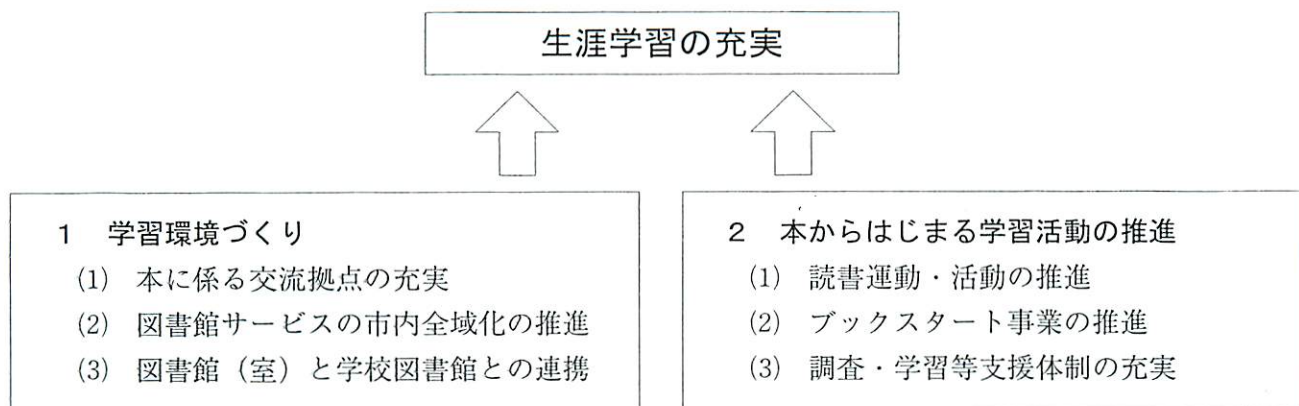 生涯学習の充実
1 学習環境づくり
(1) 本に係る交流拠点の充実
(2) 図書館サービスの市内全域化の推進
(3) 図書館（室）と学校図書館との連携
2 本からはじまる学習活動の推進
(1) 読書運動・活動の推進
(2) ブックスタート事業の推進
(3) 調査・学習等支援体制の充実